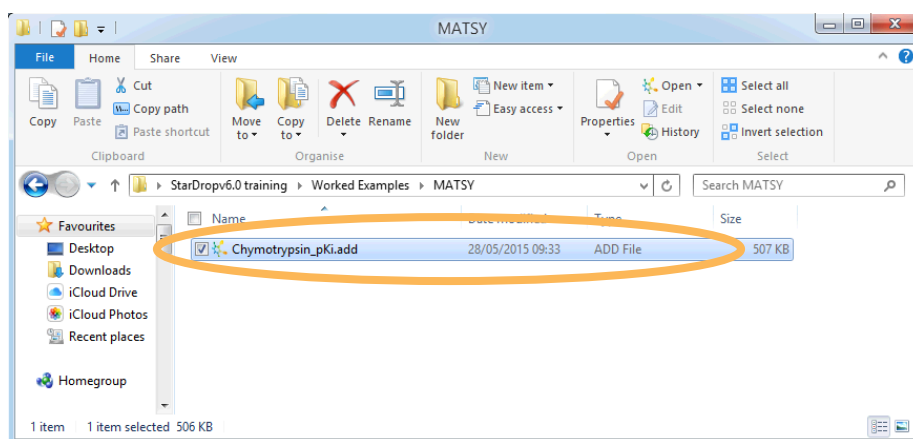 MATSY
File Home Share View
Copy
Paste
Cut
Copy path
Paste shortcut
Clipboard
Move to
Copy to
Delete
Rename
Organise
New folder
New item
Easy access
New
Properties
Open
Edit
History
Open
Select all
Select none
Invert selection
Select
StarDropv6.0 training Worked Examples MATSY
Search MATSY
Favourites
Desktop
Downloads
iCloud Drive
iCloud Photos
Recent places
Homegroup
Name Date modified Type Size
Chymotrypsin_pKi.add 28/05/2015 09:33 ADD File 507 KB
1 item 1 item selected 506 KB